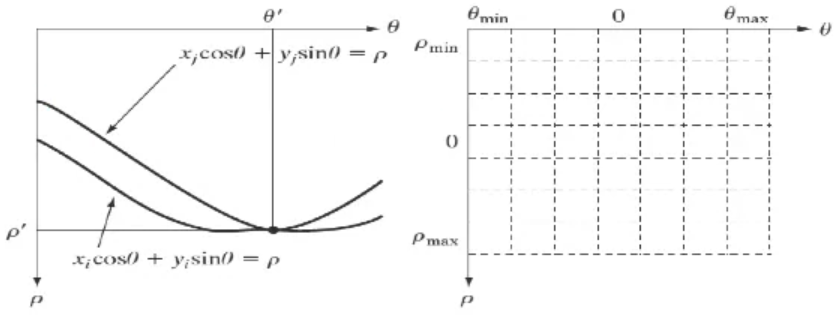 θ′
θ
x_j cosθ + y_j sinθ = ρ
ρ′
x_i cosθ + y_i sinθ = ρ
ρ
θ_min
0
θ_max
θ
ρ_min
0
ρ_max
ρ